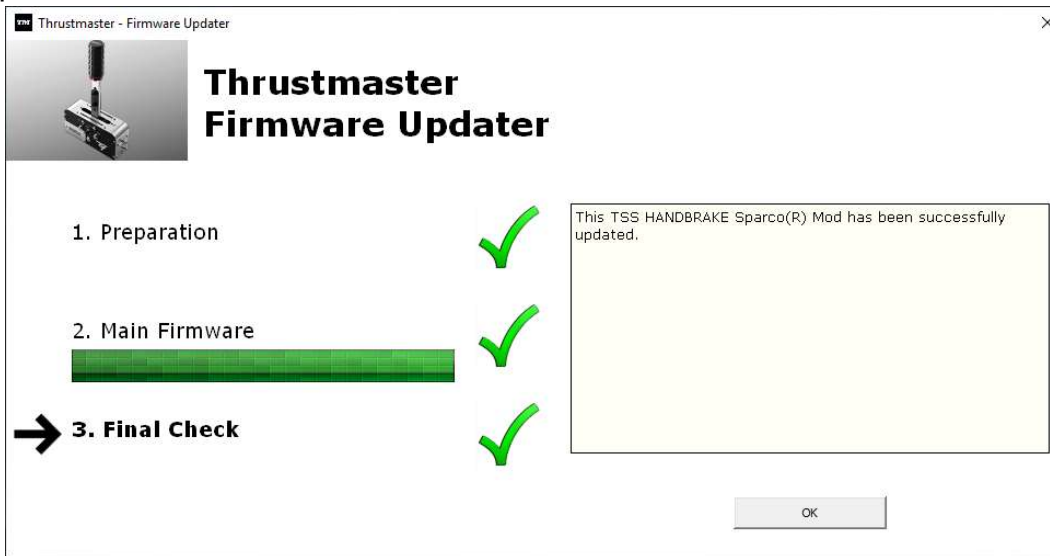 TM Thrustmaster - Firmware Updater
Thrustmaster
Firmware Updater
1. Preparation
2. Main Firmware
3. Final Check
This TSS HANDBRAKE Sparco(R) Mod has been successfully
updated.
OK